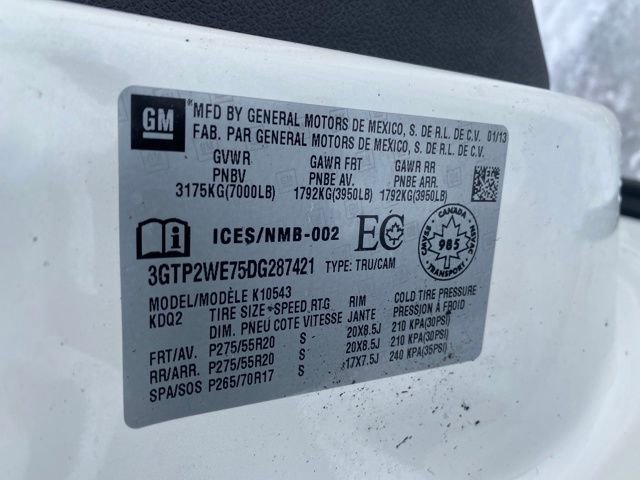 GM
*MFD BY GENERAL MOTORS DE MEXICO, S. DE R.L. DE C.V. 01/13
FAB. PAR GENERAL MOTORS DE MEXICO, S. DE R.L. DE C.V.
GVWR GAWR FRT GAWR RR
PNBV PNBE AV. PNBE ARR.
3175KG(7000LB) 1792KG(3950LB) 1792KG(3950LB)
ICES/NMB-002 EC CANADA CMVSS 985 NSVAC TRANSPORT
3GTP2WE75DG287421 TYPE: TRU/CAM
MODEL/MODÈLE K10543
KDQ2 TIRE SIZE SPEED RTG RIM COLD TIRE PRESSURE
DIM. PNEU COTE VITESSE JANTE PRESSION À FROID
FRT/AV. P275/55R20 S 20X8.5J 210 KPA(30PSI)
RR/ARR. P275/55R20 S 20X8.5J 210 KPA(30PSI)
SPA/SOS P265/70R17 S 17X7.5J 240 KPA(35PSI)